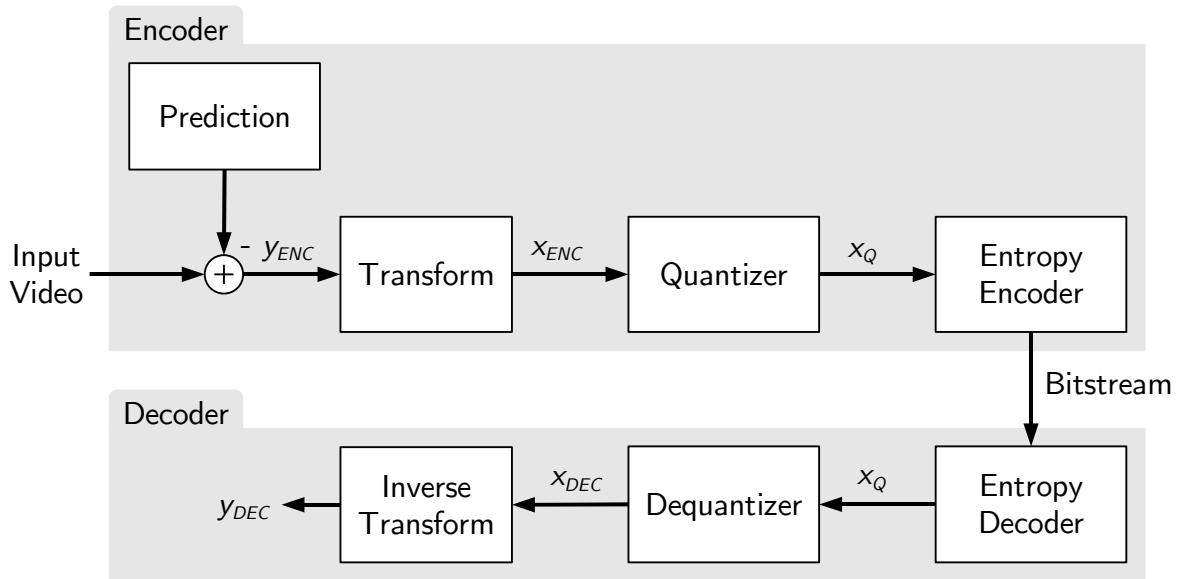 Encoder
Prediction
Input
Video
+
- y_ENC
Transform
x_ENC
Quantizer
x_Q
Entropy
Encoder
Bitstream
Decoder
y_DEC
Inverse
Transform
x_DEC
Dequantizer
x_Q
Entropy
Decoder